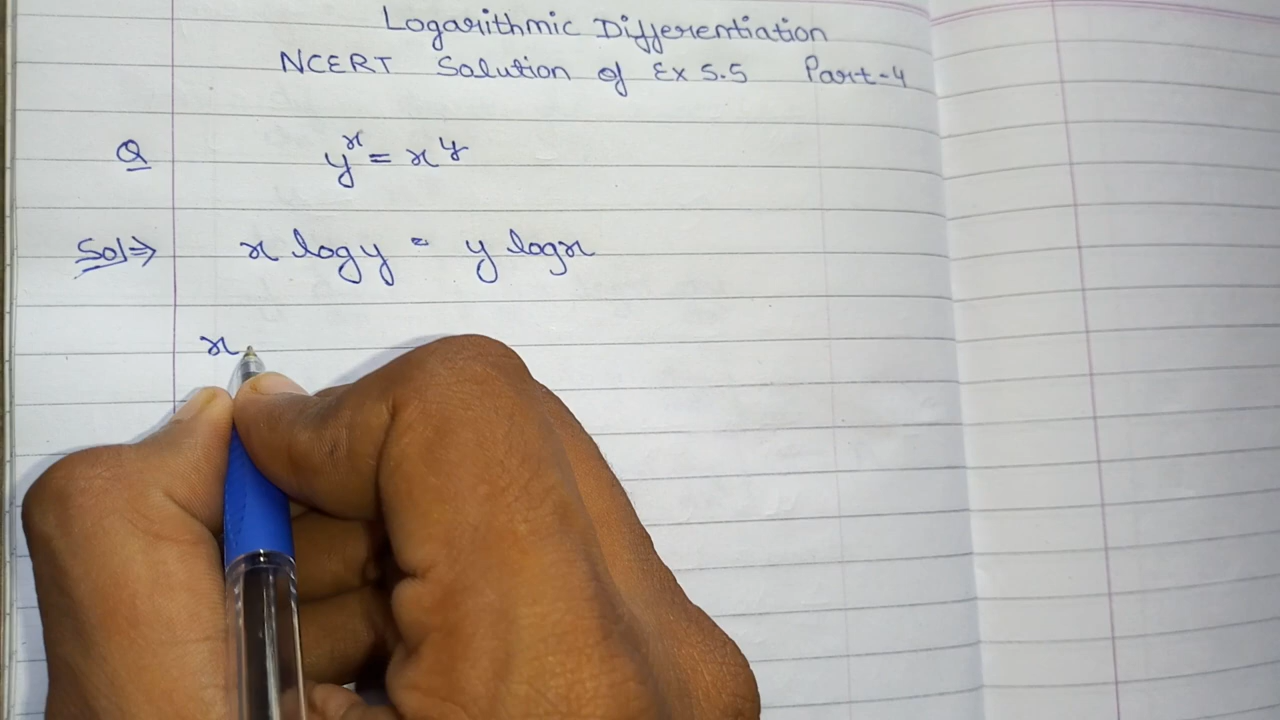 Logarithmic Differentiation
NCERT Solution of Ex 5.5 Part-4
Q y^x = x^y
Sol⇒ x log y = y log x
x